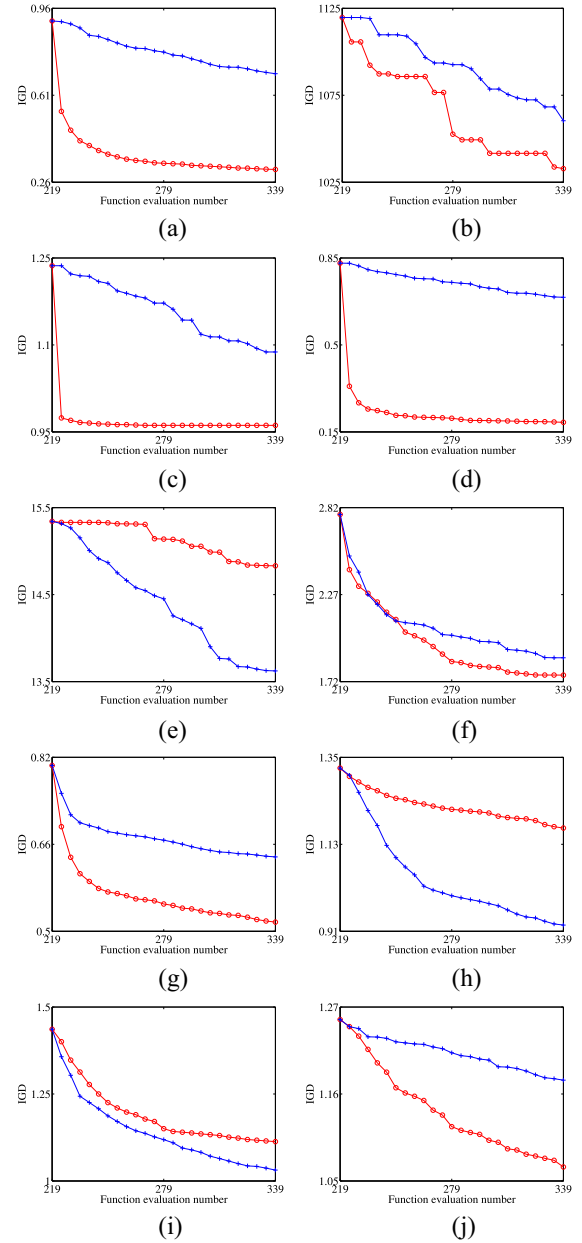 0.96 1125
IGD 0.61 IGD 1075
0.26 1025
219 279 339 219 279 339
Function evaluation number Function evaluation number
(a) (b)
1.25 0.85
IGD 1.1 IGD 0.5
0.95 0.15
219 279 339 219 279 339
Function evaluation number Function evaluation number
(c) (d)
15.5 2.82
IGD 14.5 IGD 2.27
13.5 1.72
219 279 339 219 279 339
Function evaluation number Function evaluation number
(e) (f)
0.82 1.35
IGD 0.66 IGD 1.13
0.5 0.91
219 279 339 219 279 339
Function evaluation number Function evaluation number
(g) (h)
1.5 1.27
IGD 1.25 IGD 1.16
1 1.05
219 279 339 219 279 339
Function evaluation number Function evaluation number
(i) (j)